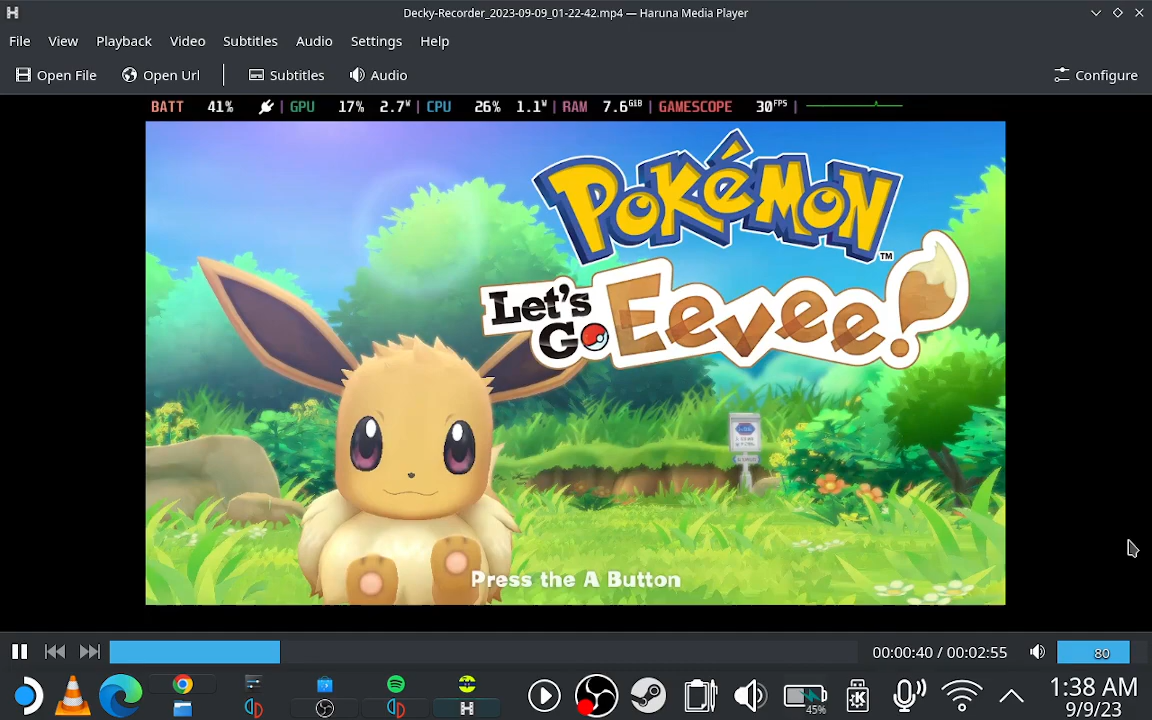 Decky-Recorder_2023-09-09_01-22-42.mp4 — Haruna Media Player
File View Playback Video Subtitles Audio Settings Help
Open File Open Url Subtitles Audio Configure
BATT 41% | GPU 17% 2.7W | CPU 26% 1.1W | RAM 7.6GiB | GAMESCOPE 30FPS |
POKéMON™
Let's
GO Eevee!
Press the A Button
00:00:40 / 00:02:55 80
45% K 1:38 AM
9/9/23